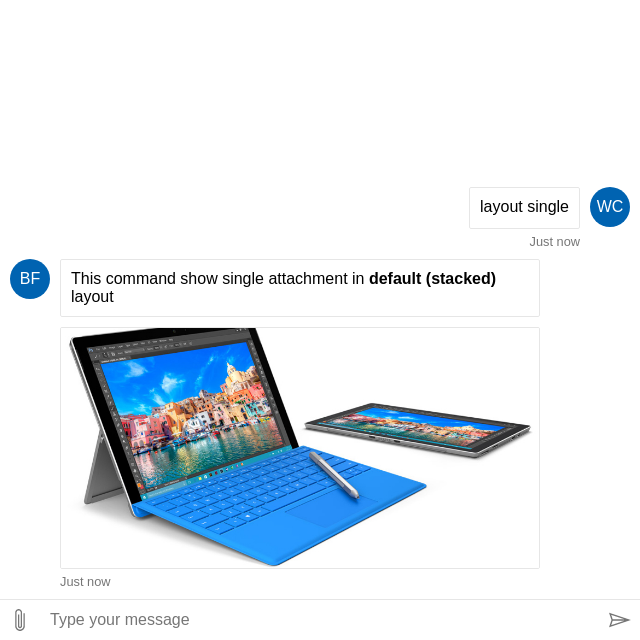 layout single
WC
Just now
BF
This command show single attachment in default (stacked)
layout
Just now
Type your message